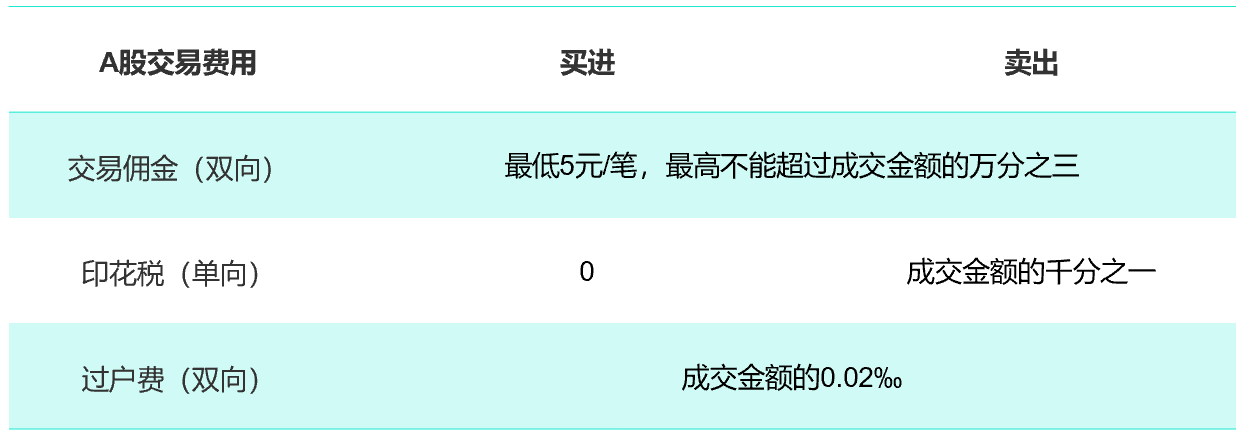 A股交易费用 买进 卖出
交易佣金（双向） 最低5元/笔，最高不能超过成交金额的万分之三
印花税（单向） 0 成交金额的千分之一
过户费（双向） 成交金额的0.02‰